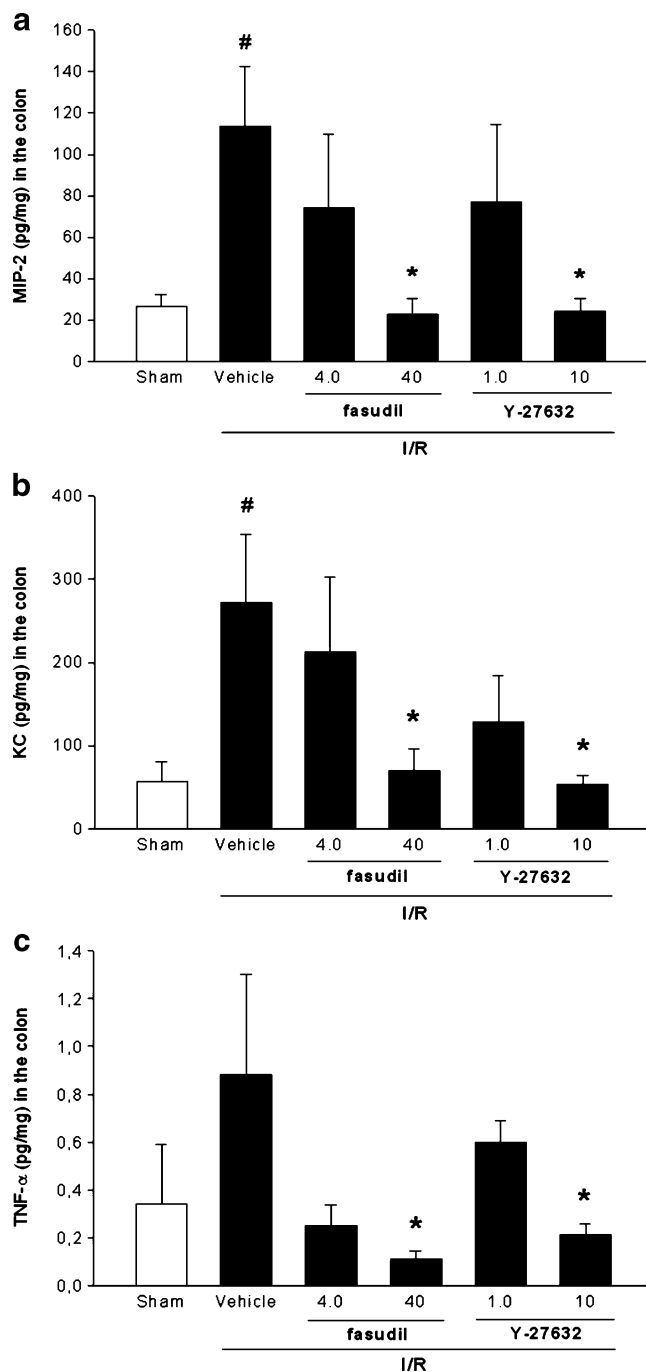 a
MIP-2 (pg/mg) in the colon
160
140
120
100
80
60
40
20
0
#
*
*
Sham Vehicle 4.0 40 1.0 10
fasudil Y-27632
I/R
b
KC (pg/mg) in the colon
400
300
200
100
0
#
*
*
Sham Vehicle 4.0 40 1.0 10
fasudil Y-27632
I/R
c
TNF-α (pg/mg) in the colon
1,4
1,2
1,0
0,8
0,6
0,4
0,2
0,0
*
*
Sham Vehicle 4.0 40 1.0 10
fasudil Y-27632
I/R